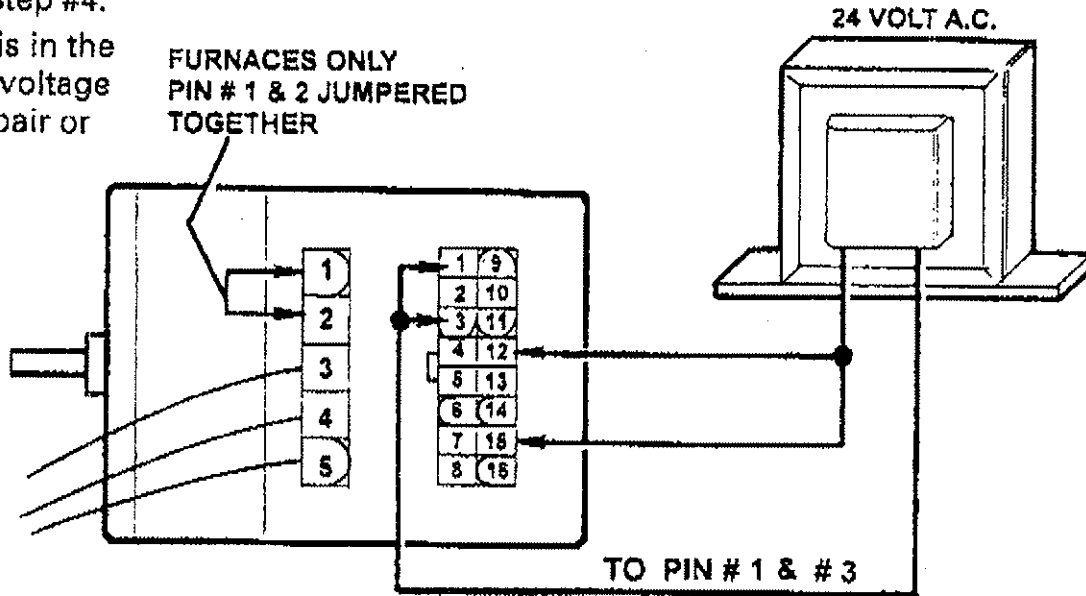 step #4.
is in the
voltage
pair or
FURNACES ONLY
PIN # 1 & 2 JUMPERED
TOGETHER
24 VOLT A.C.
1
2
3
4
5
1 9
2 10
3 11
4 12
5 13
6 14
7 15
8 16
TO PIN # 1 & # 3